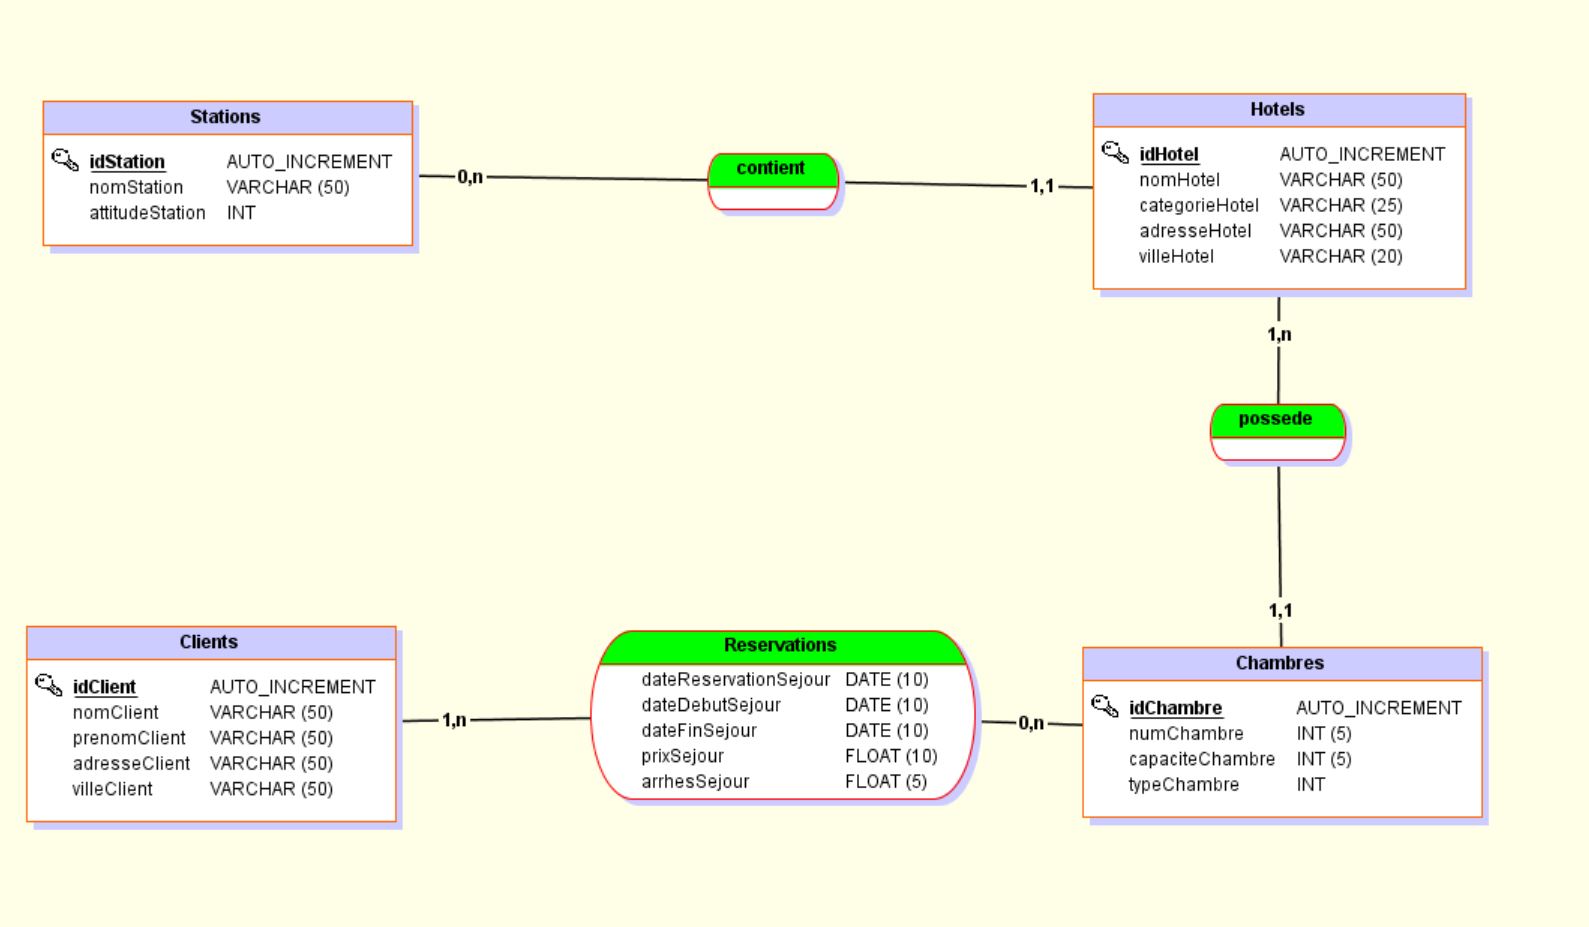 Stations
idStation AUTO_INCREMENT
nomStation VARCHAR (50)
attitudeStation INT
0,n
contient
1,1
Hotels
idHotel AUTO_INCREMENT
nomHotel VARCHAR (50)
categorieHotel VARCHAR (25)
adresseHotel VARCHAR (50)
villeHotel VARCHAR (20)
1,n
possede
1,1
Clients
idClient AUTO_INCREMENT
nomClient VARCHAR (50)
prenomClient VARCHAR (50)
adresseClient VARCHAR (50)
villeClient VARCHAR (50)
1,n
Reservations
dateReservationSejour DATE (10)
dateDebutSejour DATE (10)
dateFinSejour DATE (10)
prixSejour FLOAT (10)
arrhesSejour FLOAT (5)
0,n
Chambres
idChambre AUTO_INCREMENT
numChambre INT (5)
capaciteChambre INT (5)
typeChambre INT